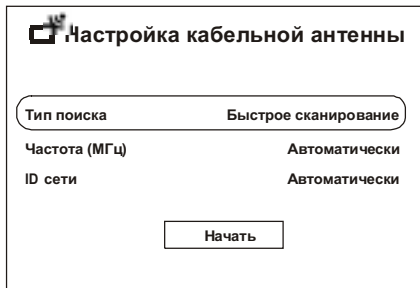 Настройка кабельной антенны
Тип поиска Быстрое сканирование
Частота (МГц) Автоматически
ID сети Автоматически
Начать